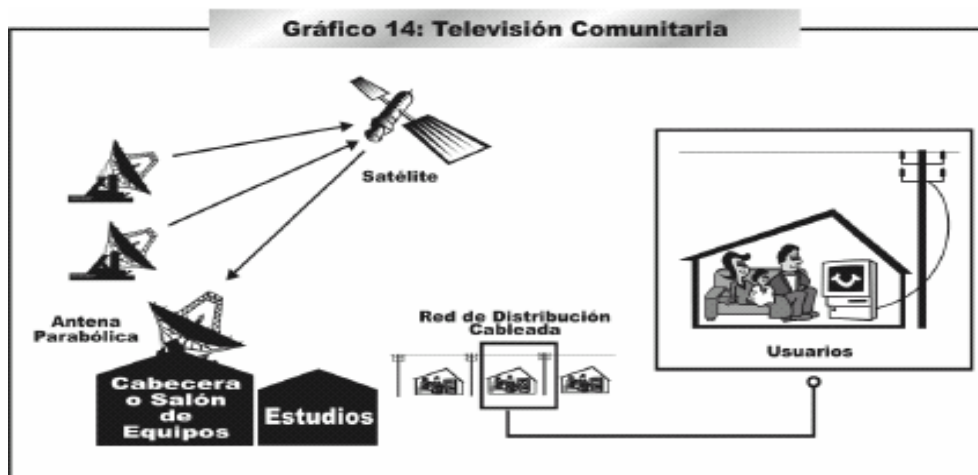 Gráfico 14: Televisión Comunitaria
Satélite
Antena
Parabólica
Cabecera
o Salón
de
Equipos
Estudios
Red de Distribución
Cableada
Usuarios